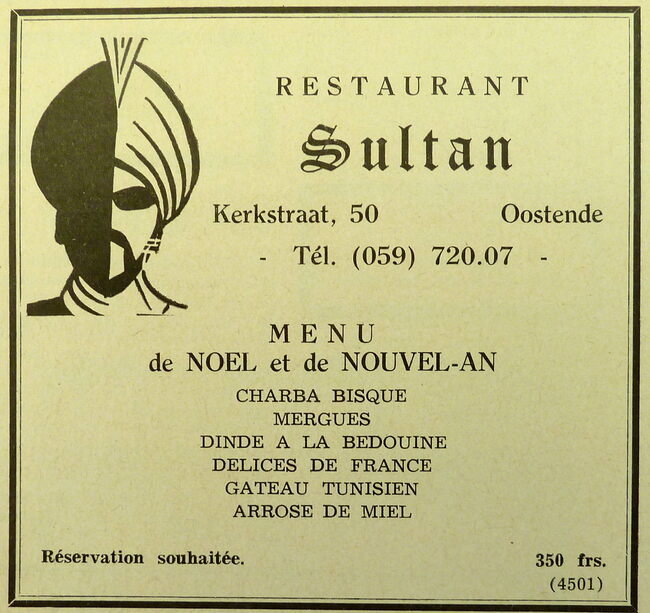 RESTAURANT
Sultan
Kerkstraat, 50 Oostende
- Tél. (059) 720.07 -
MENU
de NOEL et de NOUVEL-AN
CHARBA BISQUE
MERGUES
DINDE A LA BEDOUINE
DELICES DE FRANCE
GATEAU TUNISIEN
ARROSE DE MIEL
Réservation souhaitée. 350 frs.
(4501)